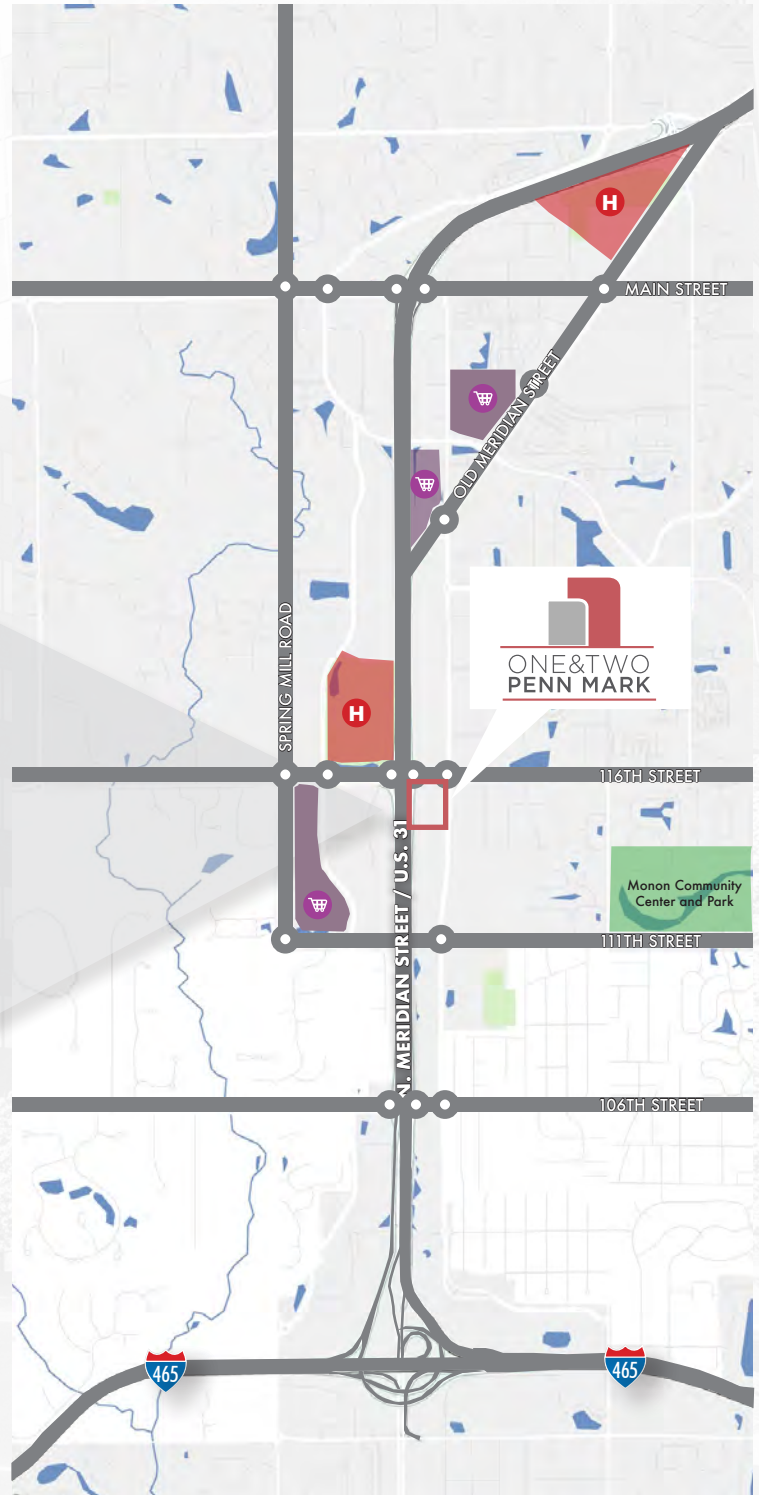 H
MAIN STREET
OLD MERIDIAN STREET
ONE&TWO
PENN MARK
SPRING MILL ROAD
H
116TH STREET
N. MERIDIAN STREET / U.S. 31
Monon Community
Center and Park
111TH STREET
106TH STREET
465
465